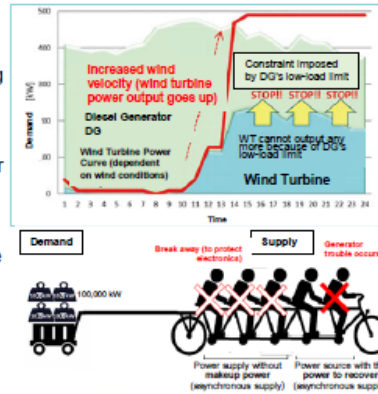 500
400
300
200
00
0
Demand [kW]
Increased wind
velocity (wind turbine
power output goes up)
Diesel Generator
DG
Wind Turbine Power
Curve (dependent
on wind conditions)
Constraint imposed
by DG's low-load limit
STOP!!! STOP!!! STOP!!!
WT cannot output any
more because of DG's
low-load limit
Wind Turbine
1 2 3 4 5 6 7 8 9 10 11 12 13 14 15 16 17 18 19 20 21 22 23 24
Time
Demand
Supply
Break away (to protect
electronics)
Generator
trouble occurr
100,000 kW
Power supply without
makeup power
(asynchronous supply)
Power source with th
power to recover
(asynchronous supply)